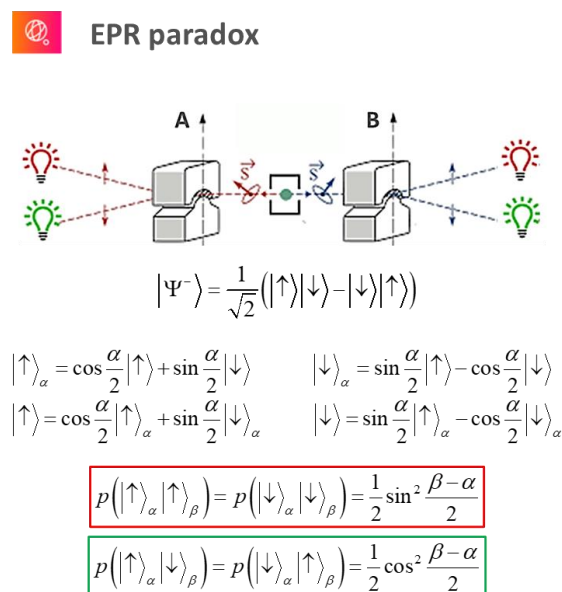 EPR paradox
A B
S⃗ S⃗
|Ψ⁻⟩ = 1/√2 (|↑⟩|↓⟩−|↓⟩|↑⟩)
|↑⟩_α = cos α/2 |↑⟩ + sin α/2 |↓⟩ |↓⟩_α = sin α/2 |↑⟩ − cos α/2 |↓⟩
|↑⟩ = cos α/2 |↑⟩_α + sin α/2 |↓⟩_α |↓⟩ = sin α/2 |↑⟩_α − cos α/2 |↓⟩_α
p(|↑⟩_α|↑⟩_β) = p(|↓⟩_α|↓⟩_β) = 1/2 sin² (β−α)/2
p(|↑⟩_α|↓⟩_β) = p(|↓⟩_α|↑⟩_β) = 1/2 cos² (β−α)/2